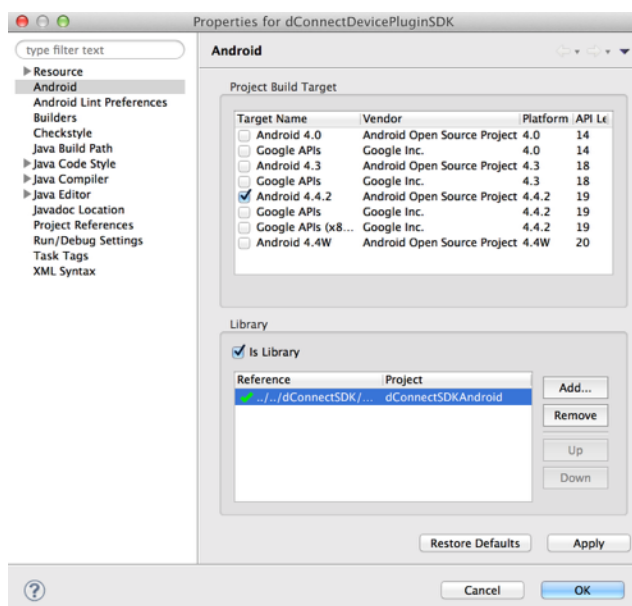 Properties for dConnectDevicePluginSDK
type filter text
Resource
Android
Android Lint Preferences
Builders
Checkstyle
Java Build Path
Java Code Style
Java Compiler
Java Editor
Javadoc Location
Project References
Run/Debug Settings
Task Tags
XML Syntax
Android
Project Build Target
Target Name Vendor Platform API Le
Android 4.0 Android Open Source Project 4.0 14
Google APIs Google Inc. 4.0 14
Android 4.3 Android Open Source Project 4.3 18
Google APIs Google Inc. 4.3 18
Android 4.4.2 Android Open Source Project 4.4.2 19
Google APIs Google Inc. 4.4.2 19
Google APIs (x8... Google Inc. 4.4.2 19
Android 4.4W Android Open Source Project 4.4W 20
Library
Is Library
Reference Project
../../dConnectSDK/... dConnectSDKAndroid
Add...
Remove
Up
Down
Restore Defaults Apply
? Cancel OK